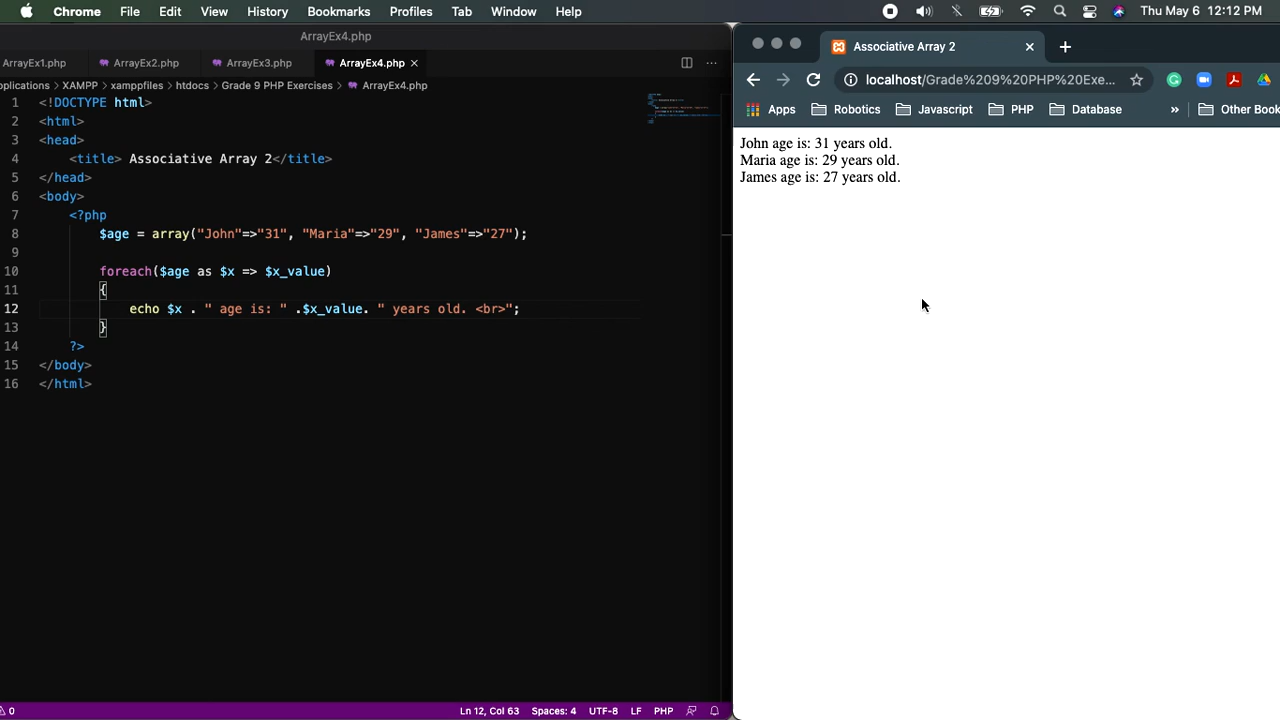 Chrome File Edit View History Bookmarks Profiles Tab Window Help Thu May 6 12:12 PM
ArrayEx4.php
ArrayEx1.php ArrayEx2.php ArrayEx3.php ArrayEx4.php
pplications > XAMPP > xamppfiles > htdocs > Grade 9 PHP Exercises > ArrayEx4.php
1 <!DOCTYPE html>
2 <html>
3 <head>
4 <title> Associative Array 2</title>
5 </head>
6 <body>
7 <?php
8 $age = array("John"=>"31", "Maria"=>"29", "James"=>"27");
9
10 foreach($age as $x => $x_value)
11 {
12 echo $x . " age is: " .$x_value. " years old. <br>";
13 }
14 ?>
15 </body>
16 </html>
0 Ln 12, Col 63 Spaces: 4 UTF-8 LF PHP
Associative Array 2
localhost/Grade%209%20PHP%20Exe...
Apps Robotics Javascript PHP Database » Other Book
John age is: 31 years old.
Maria age is: 29 years old.
James age is: 27 years old.